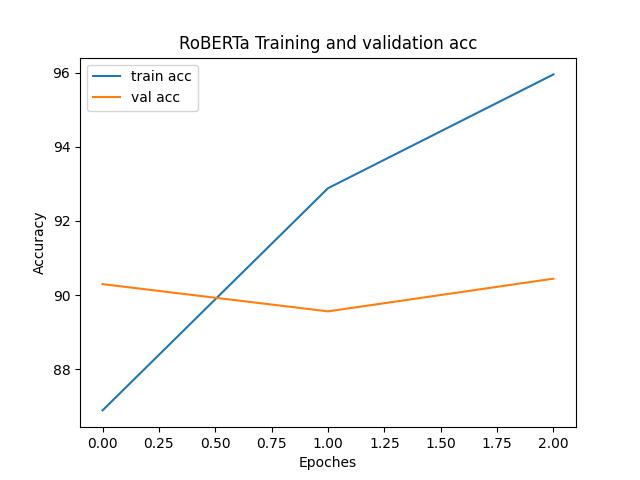 RoBERTa Training and validation acc
train acc
val acc
Accuracy
96
94
92
90
88
0.00 0.25 0.50 0.75 1.00 1.25 1.50 1.75 2.00
Epoches